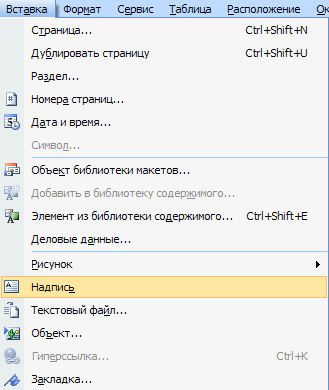 Вставка Формат Сервис Таблица Расположение Ок
Страница... Ctrl+Shift+N
Дублировать страницу Ctrl+Shift+U
Раздел...
Номера страниц...
Дата и время...
Символ...
Объект библиотеки макетов...
Добавить в библиотеку содержимого...
Элемент из библиотеки содержимого... Ctrl+Shift+E
Деловые данные...
Рисунок
Надпись
Текстовый файл...
Объект...
Гиперссылка... Ctrl+K
Закладка...